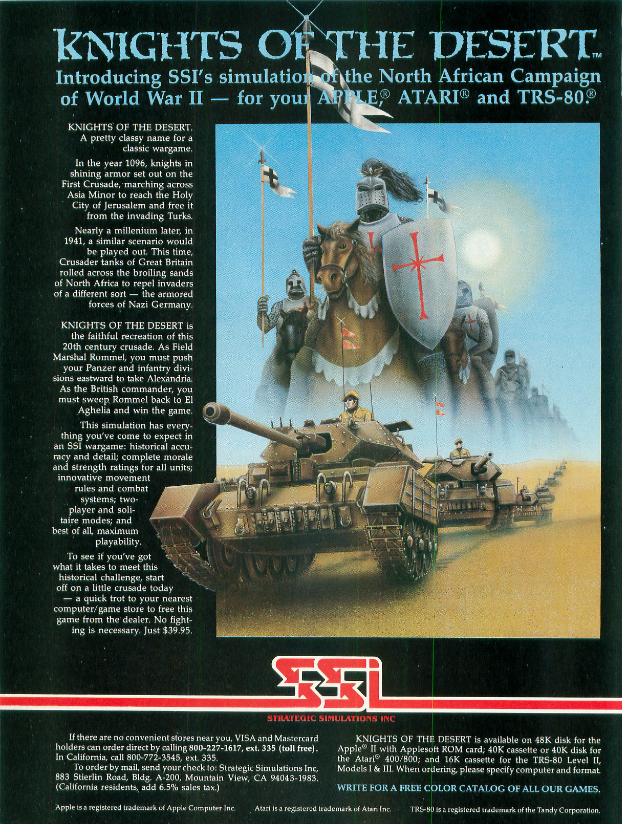 KNIGHTS OF THE DESERT™
Introducing SSI's simulation of the North African Campaign
of World War II — for your APPLE,® ATARI® and TRS-80.®
KNIGHTS OF THE DESERT.
A pretty classy name for a
classic wargame.
In the year 1096, knights in
shining armor set out on the
First Crusade, marching across
Asia Minor to reach the Holy
City of Jerusalem and free it
from the invading Turks.
Nearly a millenium later, in
1941, a similar scenario would
be played out. This time,
Crusader tanks of Great Britain
rolled across the broiling sands
of North Africa to repel invaders
of a different sort — the armored
forces of Nazi Germany.
KNIGHTS OF THE DESERT is
the faithful recreation of this
20th century crusade. As Field
Marshal Rommel, you must push
your Panzer and infantry divi-
sions eastward to take Alexandria.
As the British commander, you
must sweep Rommel back to El
Agheila and win the game.
This simulation has every-
thing you've come to expect in
an SSI wargame: historical accu-
racy and detail; complete morale
and strength ratings for all units;
innovative movement
rules and combat
systems; two-
player and soli-
taire modes; and
best of all, maximum
playability.
To see if you've got
what it takes to meet this
historical challenge, start
off on a little crusade today
— a quick trot to your nearest
computer/game store to free this
game from the dealer. No fight-
ing is necessary. Just $39.95.
SSI
STRATEGIC SIMULATIONS INC
If there are no convenient stores near you, VISA and Mastercard
holders can order direct by calling 800-227-1617, ext. 335 (toll free).
In California, call 800-772-3545, ext. 335.
To order by mail, send your check to: Strategic Simulations Inc,
883 Stierlin Road, Bldg. A-200, Mountain View, CA 94043-1983.
(California residents, add 6.5% sales tax.)
KNIGHTS OF THE DESERT is available on 48K disk for the
Apple® II with Applesoft ROM card; 40K cassette or 40K disk for
the Atari® 400/800; and 16K cassette for the TRS-80 Level II,
Models I & III. When ordering, please specify computer and format.
WRITE FOR A FREE COLOR CATALOG OF ALL OUR GAMES.
Apple is a registered trademark of Apple Computer Inc. Atari is a registered trademark of Atari Inc. TRS-80 is a registered trademark of the Tandy Corporation.